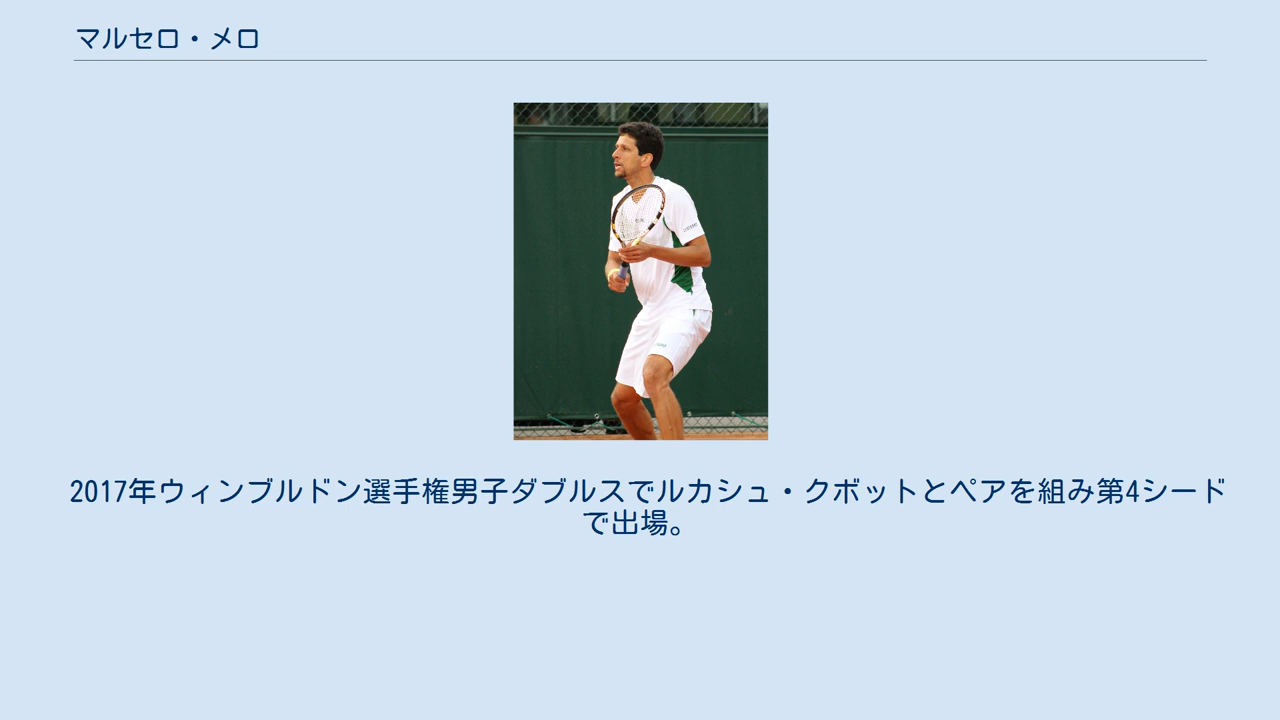 マルセロ・メロ
2017年ウィンブルドン選手権男子ダブルスでルカシュ・クボットとペアを組み第4シード
で出場。